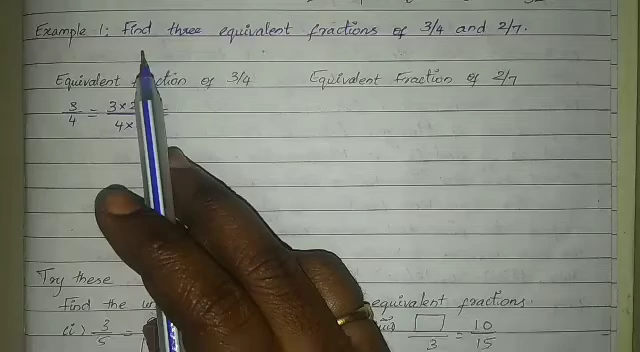 Example 1: Find three equivalent fractions of 3/4 and 2/7.
Equivalent fraction of 3/4 Equivalent Fraction of 2/7
3/4 = 3×2/4× =
Try these
Find the equivalent fractions.
(i) 3/5 = □/3 = 10/15